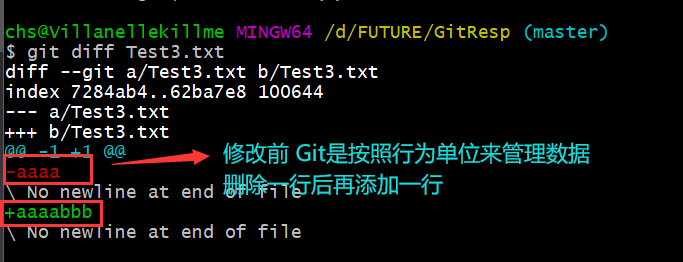 chs@Villanellekillme MINGW64 /d/FUTURE/GitResp (master)
$ git diff Test3.txt
diff --git a/Test3.txt b/Test3.txt
index 7284ab4..62ba7e8 100644
--- a/Test3.txt
+++ b/Test3.txt
@@ -1 +1 @@
修改前 Git是按照行为单位来管理数据
-aaaa
删除一行后再添加一行
\ No newline at end of file
+aaaabbb
\ No newline at end of file